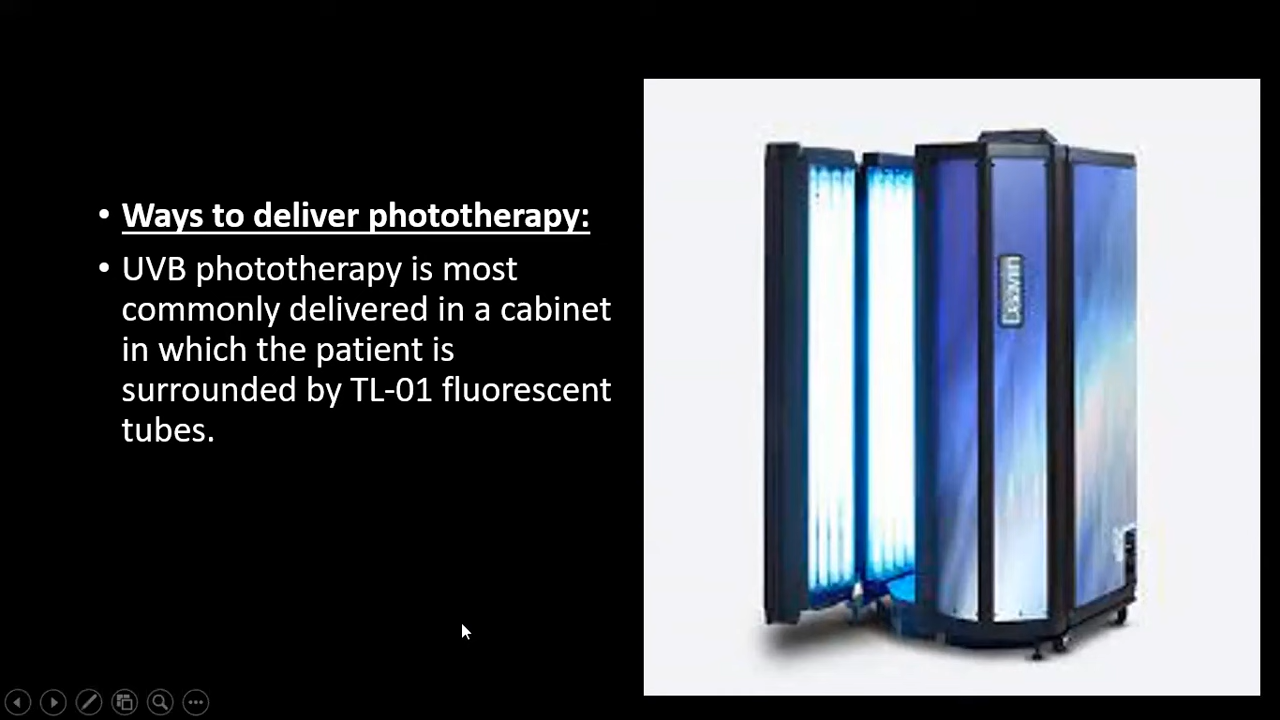 • Ways to deliver phototherapy:
• UVB phototherapy is most
commonly delivered in a cabinet
in which the patient is
surrounded by TL-01 fluorescent
tubes.